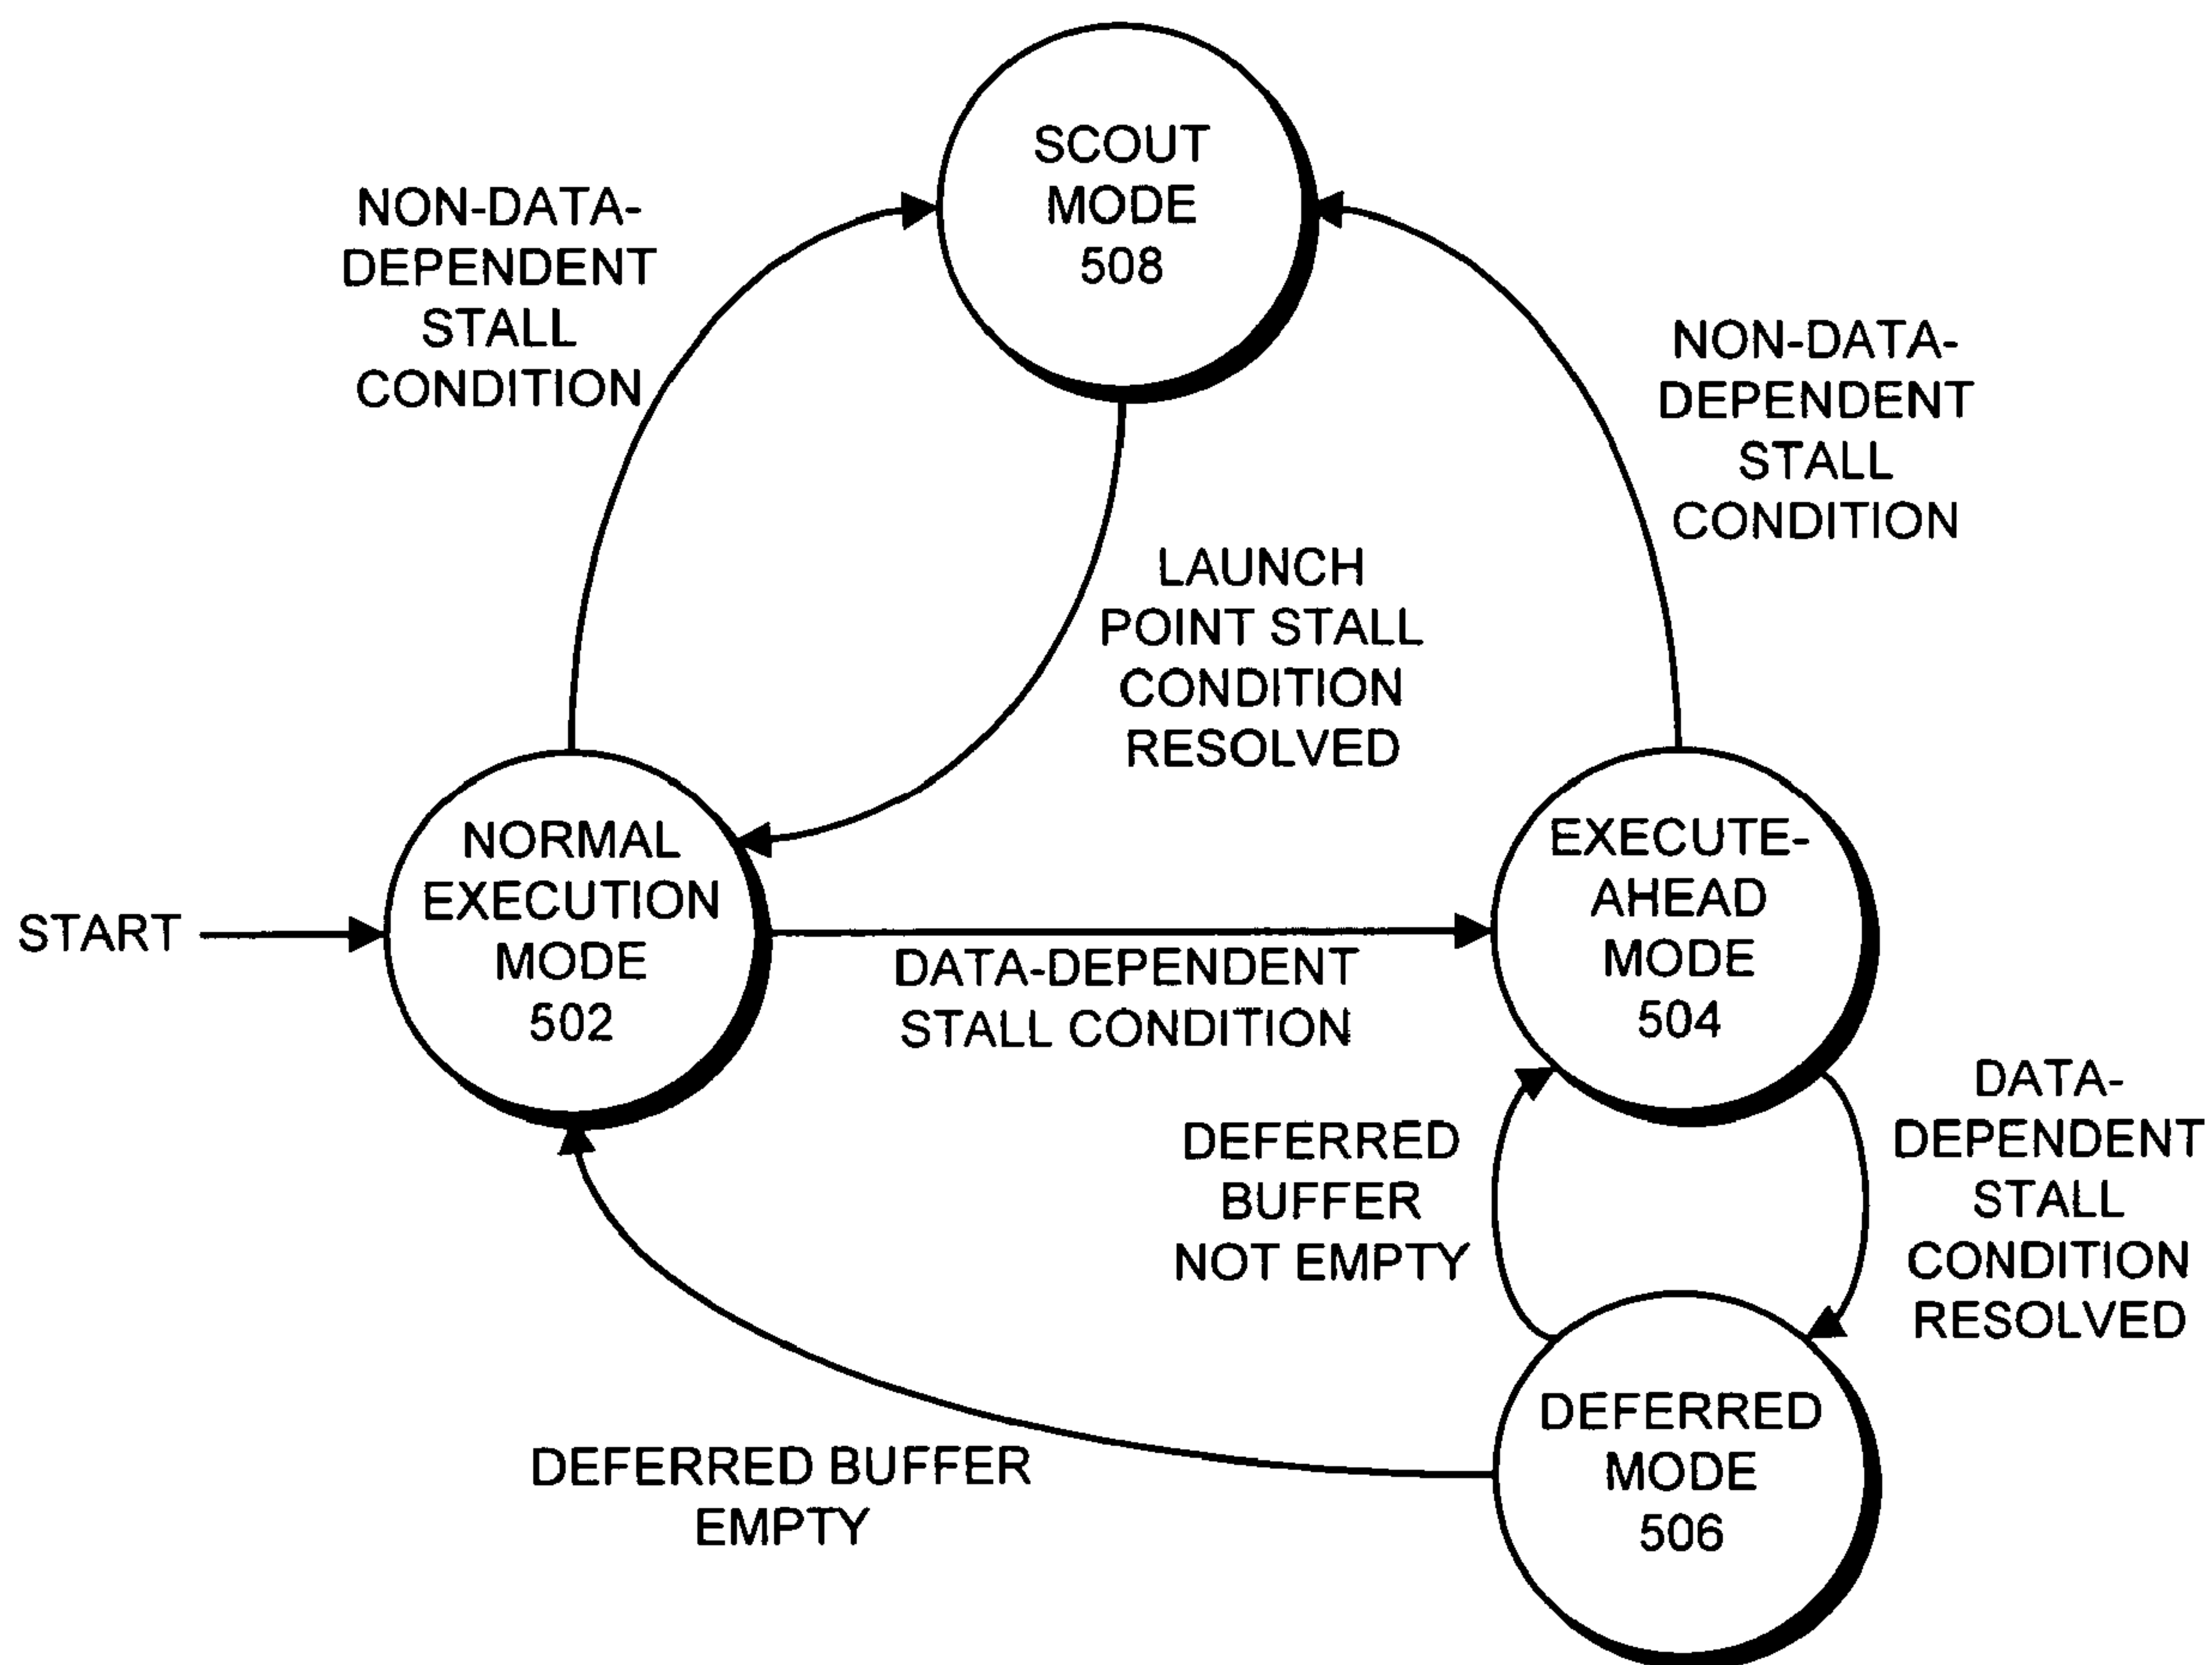 SCOUT
MODE
508
NON-DATA-
DEPENDENT
STALL
CONDITION
NON-DATA-
DEPENDENT
STALL
CONDITION
LAUNCH
POINT STALL
CONDITION
RESOLVED
START
NORMAL
EXECUTION
MODE
502
DATA-DEPENDENT
STALL CONDITION
EXECUTE-
AHEAD
MODE
504
DEFERRED
BUFFER
NOT EMPTY
DATA-
DEPENDENT
STALL
CONDITION
RESOLVED
DEFERRED BUFFER
EMPTY
DEFERRED
MODE
506